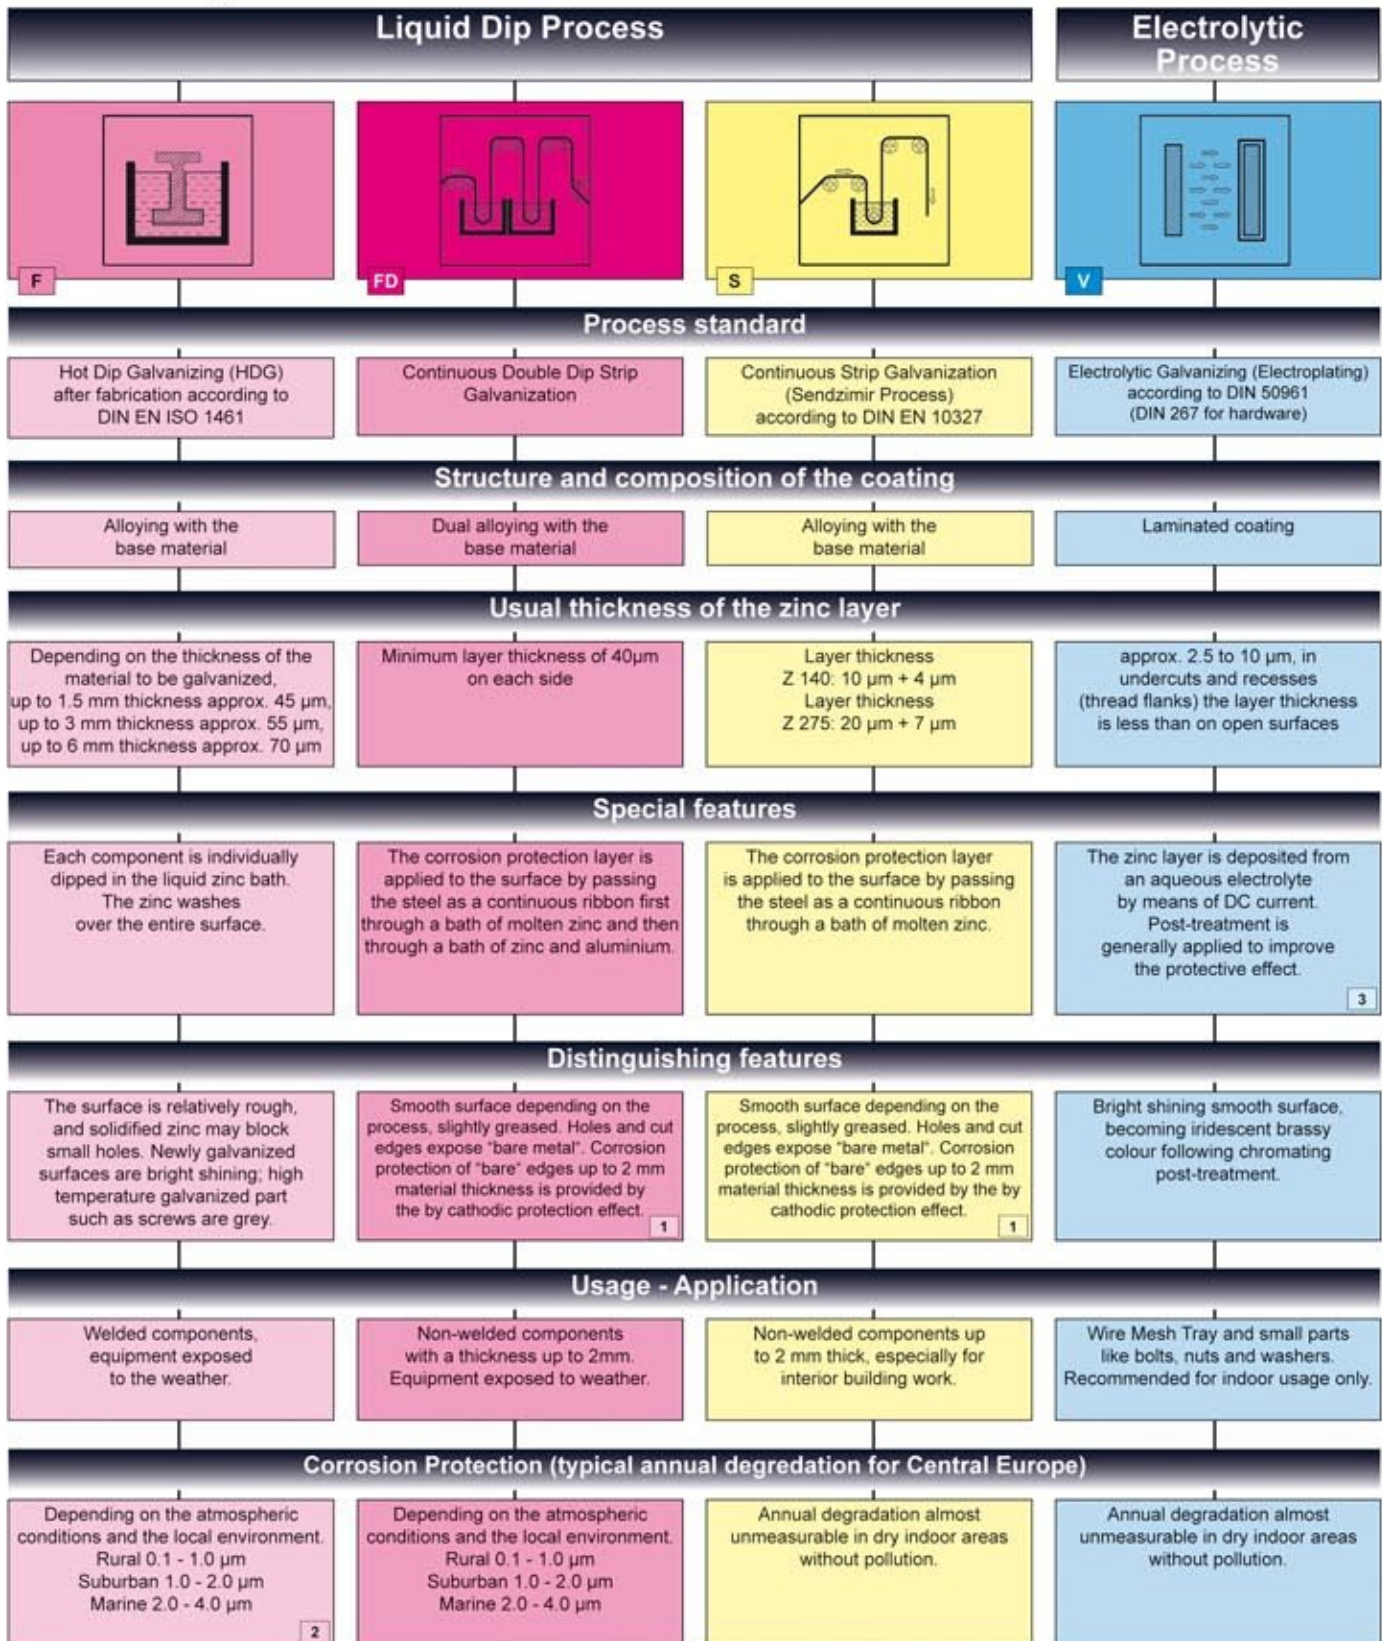 Liquid Dip Process
Electrolytic
Process
F
FD
S
V
Process standard
Hot Dip Galvanizing (HDG)
after fabrication according to
DIN EN ISO 1461
Continuous Double Dip Strip
Galvanization
Continuous Strip Galvanization
(Sendzimir Process)
according to DIN EN 10327
Electrolytic Galvanizing (Electroplating)
according to DIN 50961
(DIN 267 for hardware)
Structure and composition of the coating
Alloying with the
base material
Dual alloying with the
base material
Alloying with the
base material
Laminated coating
Usual thickness of the zinc layer
Depending on the thickness of the
material to be galvanized,
up to 1.5 mm thickness approx. 45 µm,
up to 3 mm thickness approx. 55 µm,
up to 6 mm thickness approx. 70 µm
Minimum layer thickness of 40µm
on each side
Layer thickness
Z 140: 10 µm + 4 µm
Layer thickness
Z 275: 20 µm + 7 µm
approx. 2.5 to 10 µm, in
undercuts and recesses
(thread flanks) the layer thickness
is less than on open surfaces
Special features
Each component is individually
dipped in the liquid zinc bath.
The zinc washes
over the entire surface.
The corrosion protection layer is
applied to the surface by passing
the steel as a continuous ribbon first
through a bath of molten zinc and then
through a bath of zinc and aluminium.
The corrosion protection layer
is applied to the surface by passing
the steel as a continuous ribbon
through a bath of molten zinc.
The zinc layer is deposited from
an aqueous electrolyte
by means of DC current.
Post-treatment is
generally applied to improve
the protective effect.
3
Distinguishing features
The surface is relatively rough,
and solidified zinc may block
small holes. Newly galvanized
surfaces are bright shining; high
temperature galvanized part
such as screws are grey.
Smooth surface depending on the
process, slightly greased. Holes and cut
edges expose "bare metal". Corrosion
protection of "bare" edges up to 2 mm
material thickness is provided by
the by cathodic protection effect.
1
Smooth surface depending on the
process, slightly greased. Holes and cut
edges expose "bare metal". Corrosion
protection of "bare" edges up to 2 mm
material thickness is provided by the by
cathodic protection effect.
1
Bright shining smooth surface,
becoming iridescent brassy
colour following chromating
post-treatment.
Usage - Application
Welded components,
equipment exposed
to the weather.
Non-welded components
with a thickness up to 2mm.
Equipment exposed to weather.
Non-welded components up
to 2 mm thick, especially for
interior building work.
Wire Mesh Tray and small parts
like bolts, nuts and washers.
Recommended for indoor usage only.
Corrosion Protection (typical annual degredation for Central Europe)
Depending on the atmospheric
conditions and the local environment.
Rural 0.1 - 1.0 µm
Suburban 1.0 - 2.0 µm
Marine 2.0 - 4.0 µm
2
Depending on the atmospheric
conditions and the local environment.
Rural 0.1 - 1.0 µm
Suburban 1.0 - 2.0 µm
Marine 2.0 - 4.0 µm
Annual degradation almost
unmeasurable in dry indoor areas
without pollution.
Annual degradation almost
unmeasurable in dry indoor areas
without pollution.